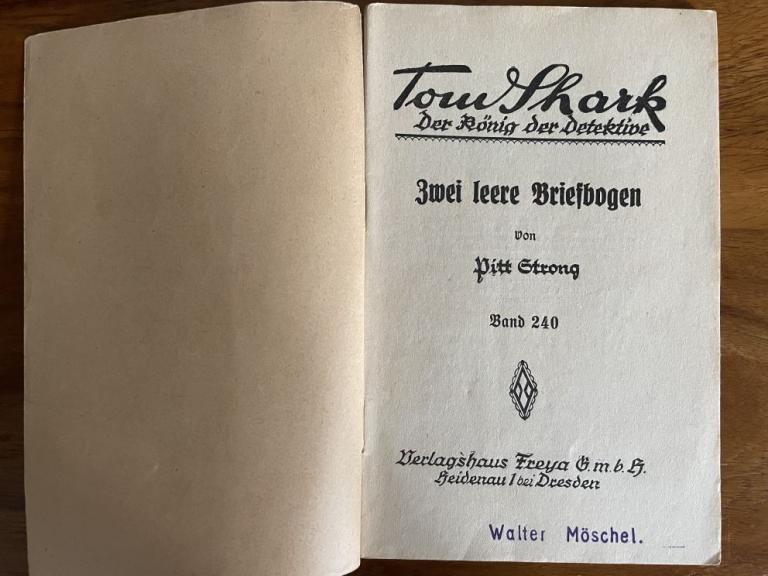 Tom Shark
Der König der Detektive
Zwei leere Briefbogen
von
Pitt Strong
Band 240
Verlagshaus Freya G.m.b.H.
Heidenau 1 bei Dresden
Walter Möschel.